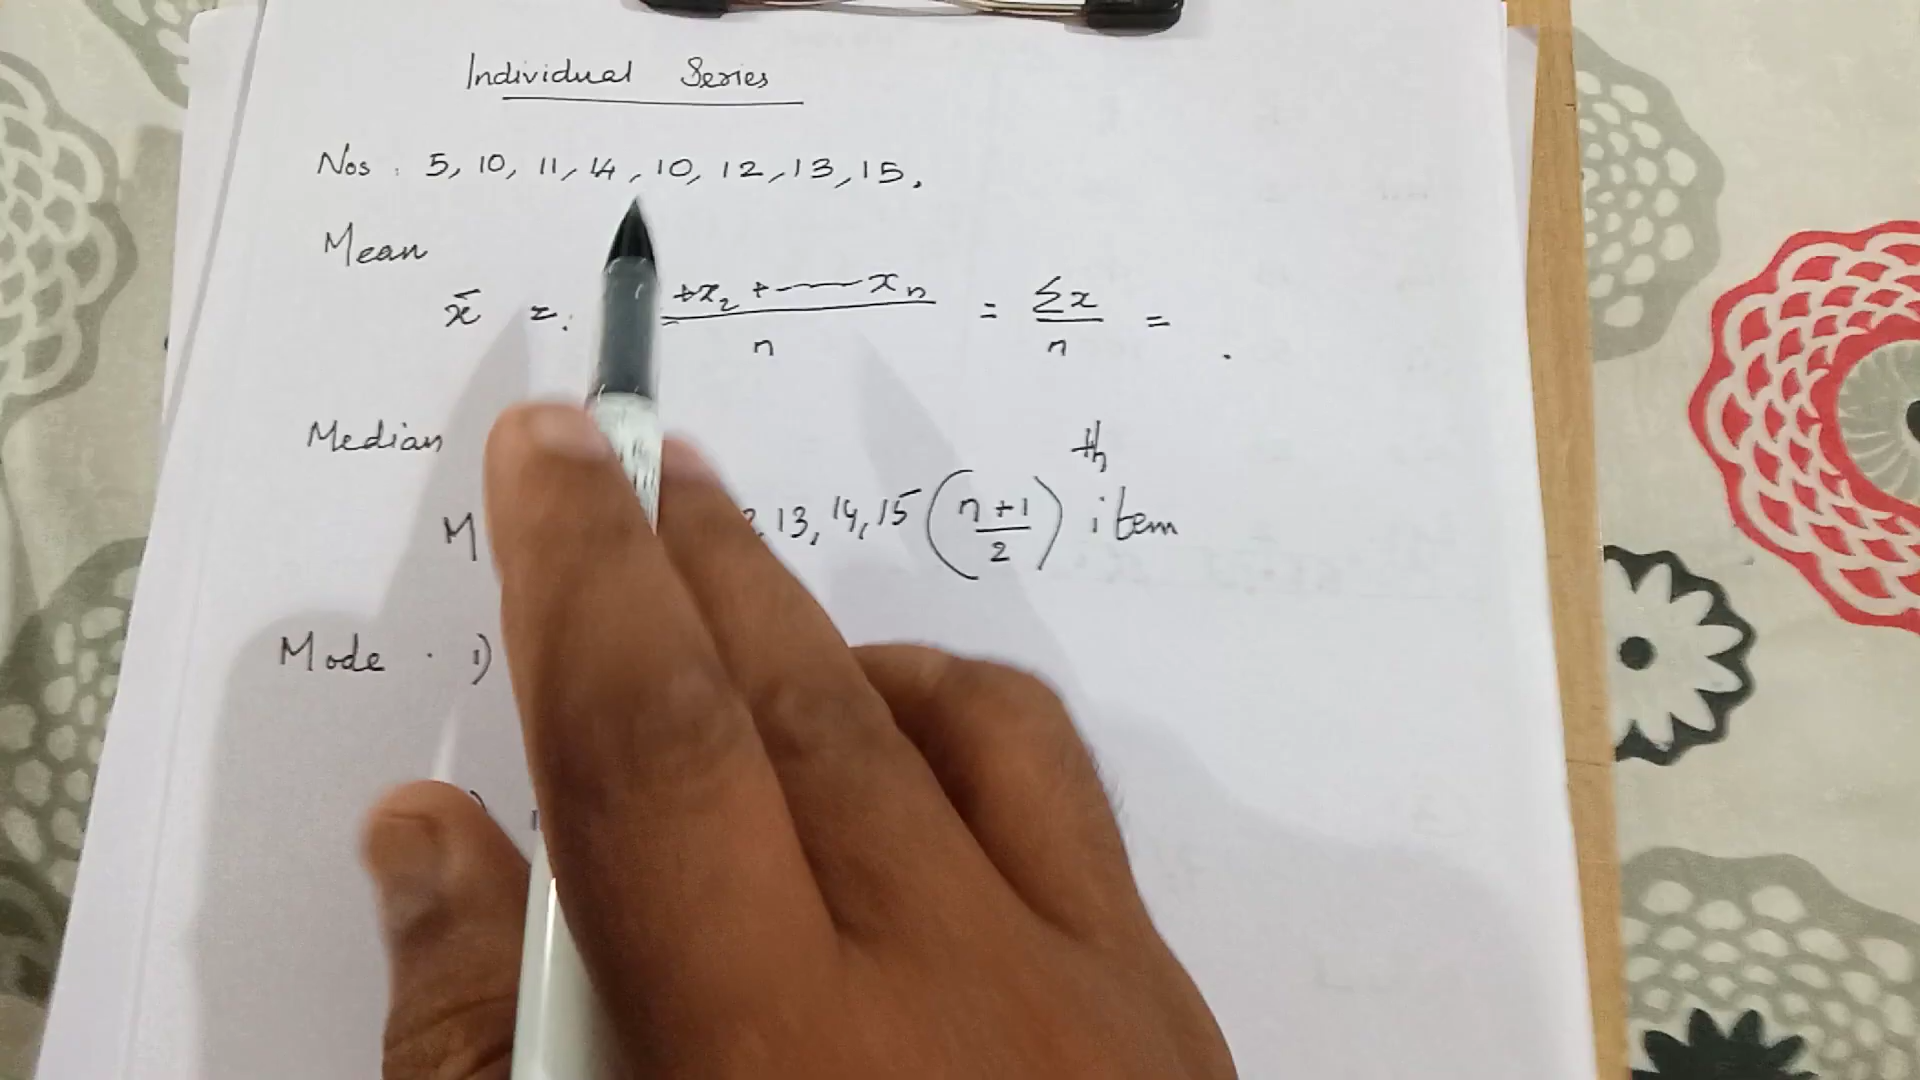 Individual Series
Nos : 5, 10, 11, 14, 10, 12, 13, 15.
Mean
x̄ = +x₂ + ------ xₙ / n = Σx / n =
Median
M 13, 14, 15 (n+1 / 2) th item
Mode . 1)